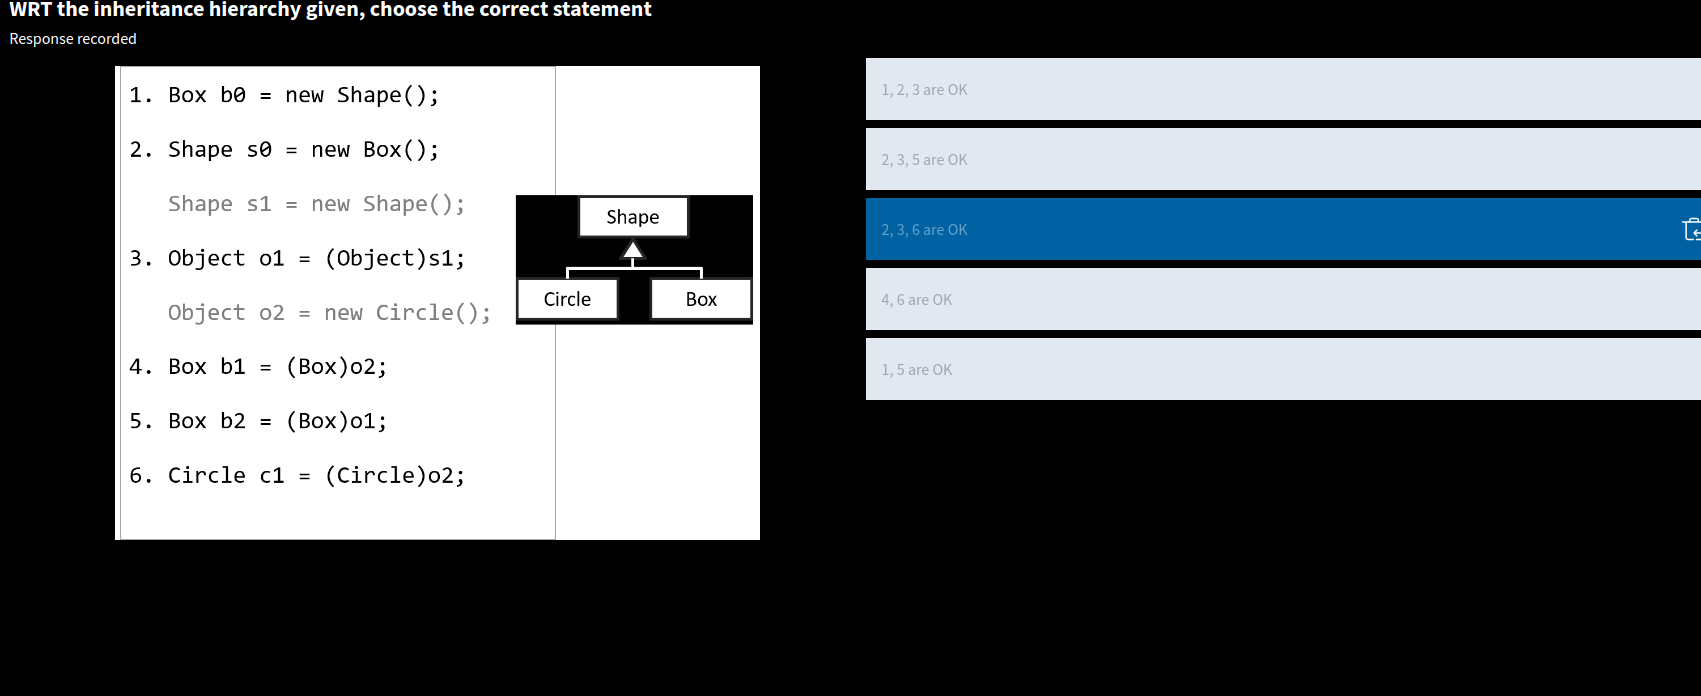 WRT the inheritance hierarchy given, choose the correct statement
Response recorded
1. Box b0 = new Shape();
2. Shape s0 = new Box();
Shape s1 = new Shape();
3. Object o1 = (Object)s1;
Object o2 = new Circle();
4. Box b1 = (Box)o2;
5. Box b2 = (Box)o1;
6. Circle c1 = (Circle)o2;
Shape
Circle
Box
1, 2, 3 are OK
2, 3, 5 are OK
2, 3, 6 are OK
4, 6 are OK
1, 5 are OK